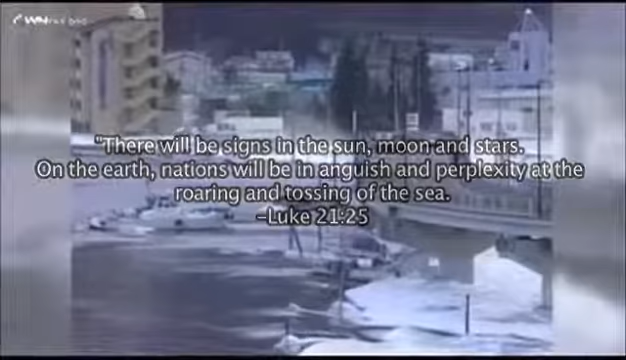 "There will be signs in the sun, moon and stars.
On the earth, nations will be in anguish and perplexity at the
roaring and tossing of the sea.
-Luke 21:25